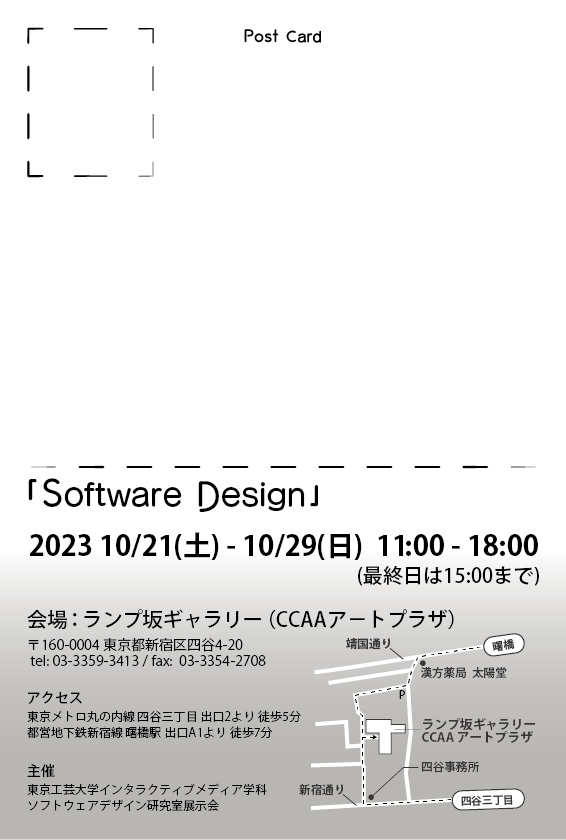 Post Card
「Software Design」
2023 10/21(土) - 10/29(日) 11:00 - 18:00
(最終日は15:00まで)
会場：ランプ坂ギャラリー（CCAAアートプラザ）
〒160-0004 東京都新宿区四谷4-20
tel: 03-3359-3413 / fax: 03-3354-2708
アクセス
東京メトロ丸の内線 四谷三丁目 出口2より 徒歩5分
都営地下鉄新宿線 曙橋駅 出口A1より 徒歩7分
主催
東京工芸大学インタラクティブメディア学科
ソフトウェアデザイン研究室展示会
靖国通り
曙橋
漢方薬局 太陽堂
P
ランプ坂ギャラリー
CCAA アートプラザ
四谷事務所
新宿通り
四谷三丁目